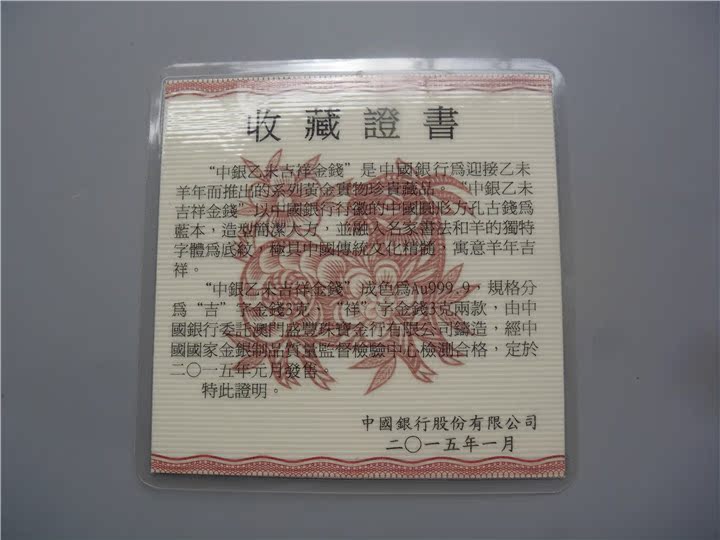 收藏證書
“中銀乙未吉祥金錢”是中國銀行爲迎接乙未
羊年而推出的系列黃金實物珍貴藏品。“中銀乙未
吉祥金錢”以中國銀行行徽的中國圓形方孔古錢爲
藍本，造型簡潔大方，並融入名家書法和羊的獨特
字體爲底紋，極具中國傳統文化精髓，寓意羊年吉
祥。
“中銀乙未吉祥金錢”成色爲Au999.9，規格分
爲“吉”字金錢3克、“祥”字金錢3克兩款，由中
國銀行委託澳門盛豐珠寶金行有限公司鑄造，經中
國國家金銀制品質量監督檢驗中心檢測合格，定於
二〇一五年元月發售。
特此證明。
中國銀行股份有限公司
二〇一五年一月